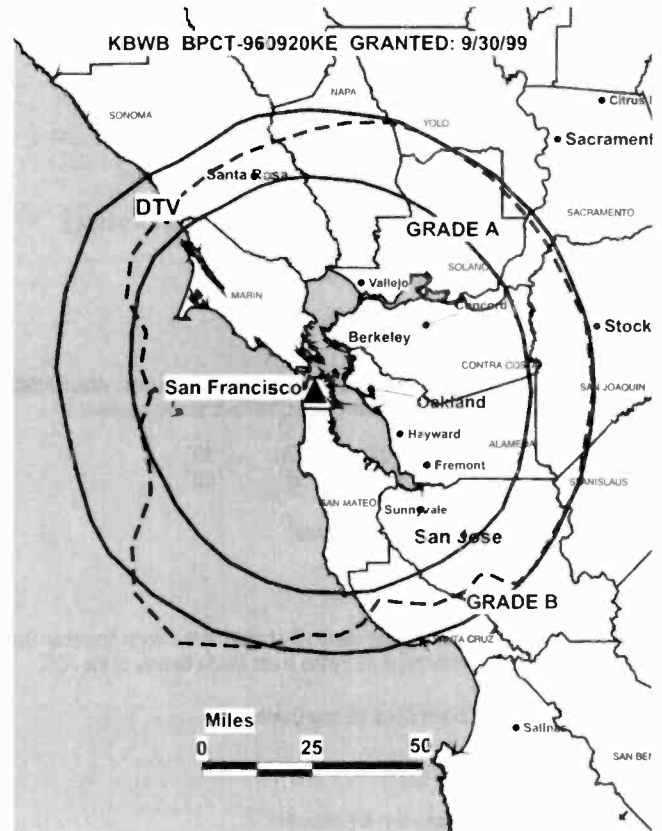 KBWB BPCT-960920KE GRANTED: 9/30/99
NAPA
SONOMA
YOLO
Citrus
Sacrament
Santa Rosa
DTV
SACRAMENTO
GRADE A
SOLANO
Vallejo
MARIN
Concord
Stock
Berkeley
CONTRA COSTA
San Francisco
SAN JOAQUIN
Oakland
Hayward
ALAMEDA
Fremont
STANISLAUS
SAN MATEO
Sunnyvale
San Jose
GRADE B
SANTA CRUZ
Miles
0 25 50
Salinas
SAN BEN